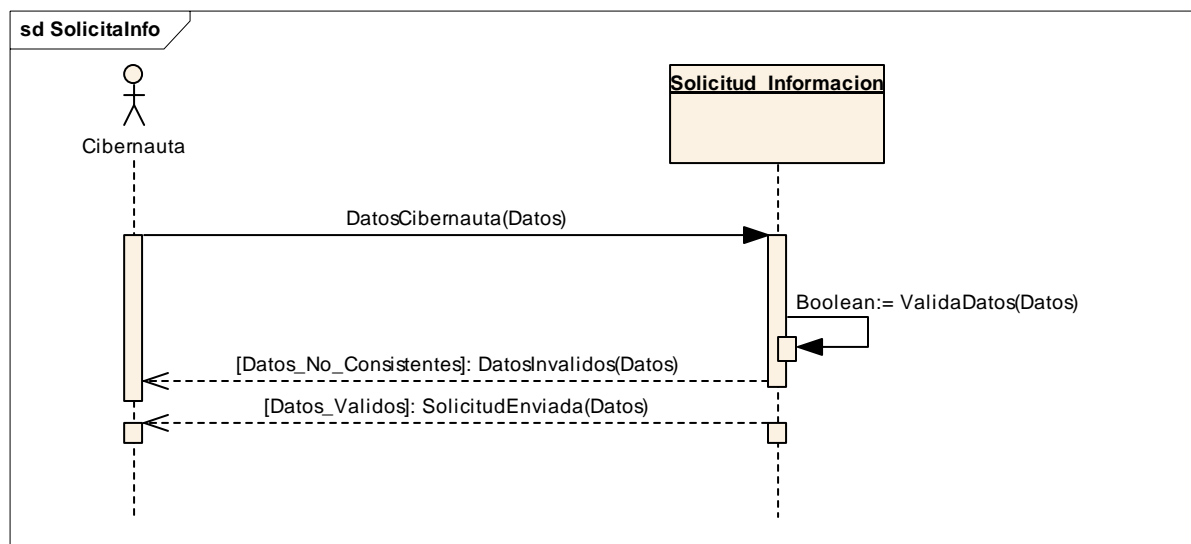 sd SolicitaInfo
Cibernauta
Solicitud_Informacion
DatosCibernauta(Datos)
Boolean:= ValidaDatos(Datos)
[Datos_No_Consistentes]: DatosInvalidos(Datos)
[Datos_Validos]: SolicitudEnviada(Datos)